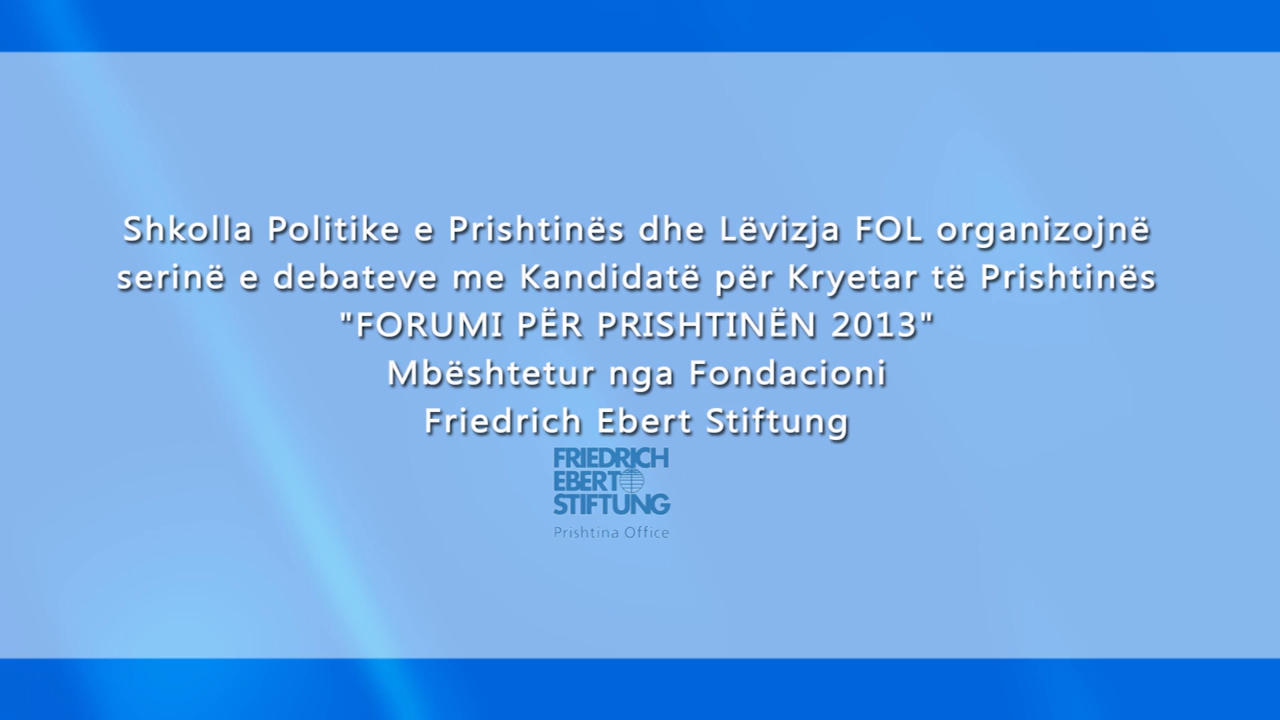 Shkolla Politike e Prishtinës dhe Lëvizja FOL organizojnë
serinë e debateve me Kandidatë për Kryetar të Prishtinës
"FORUMI PËR PRISHTINËN 2013"
Mbështetur nga Fondacioni
Friedrich Ebert Stiftung
FRIEDRICH
EBERT
STIFTUNG
Prishtina Office